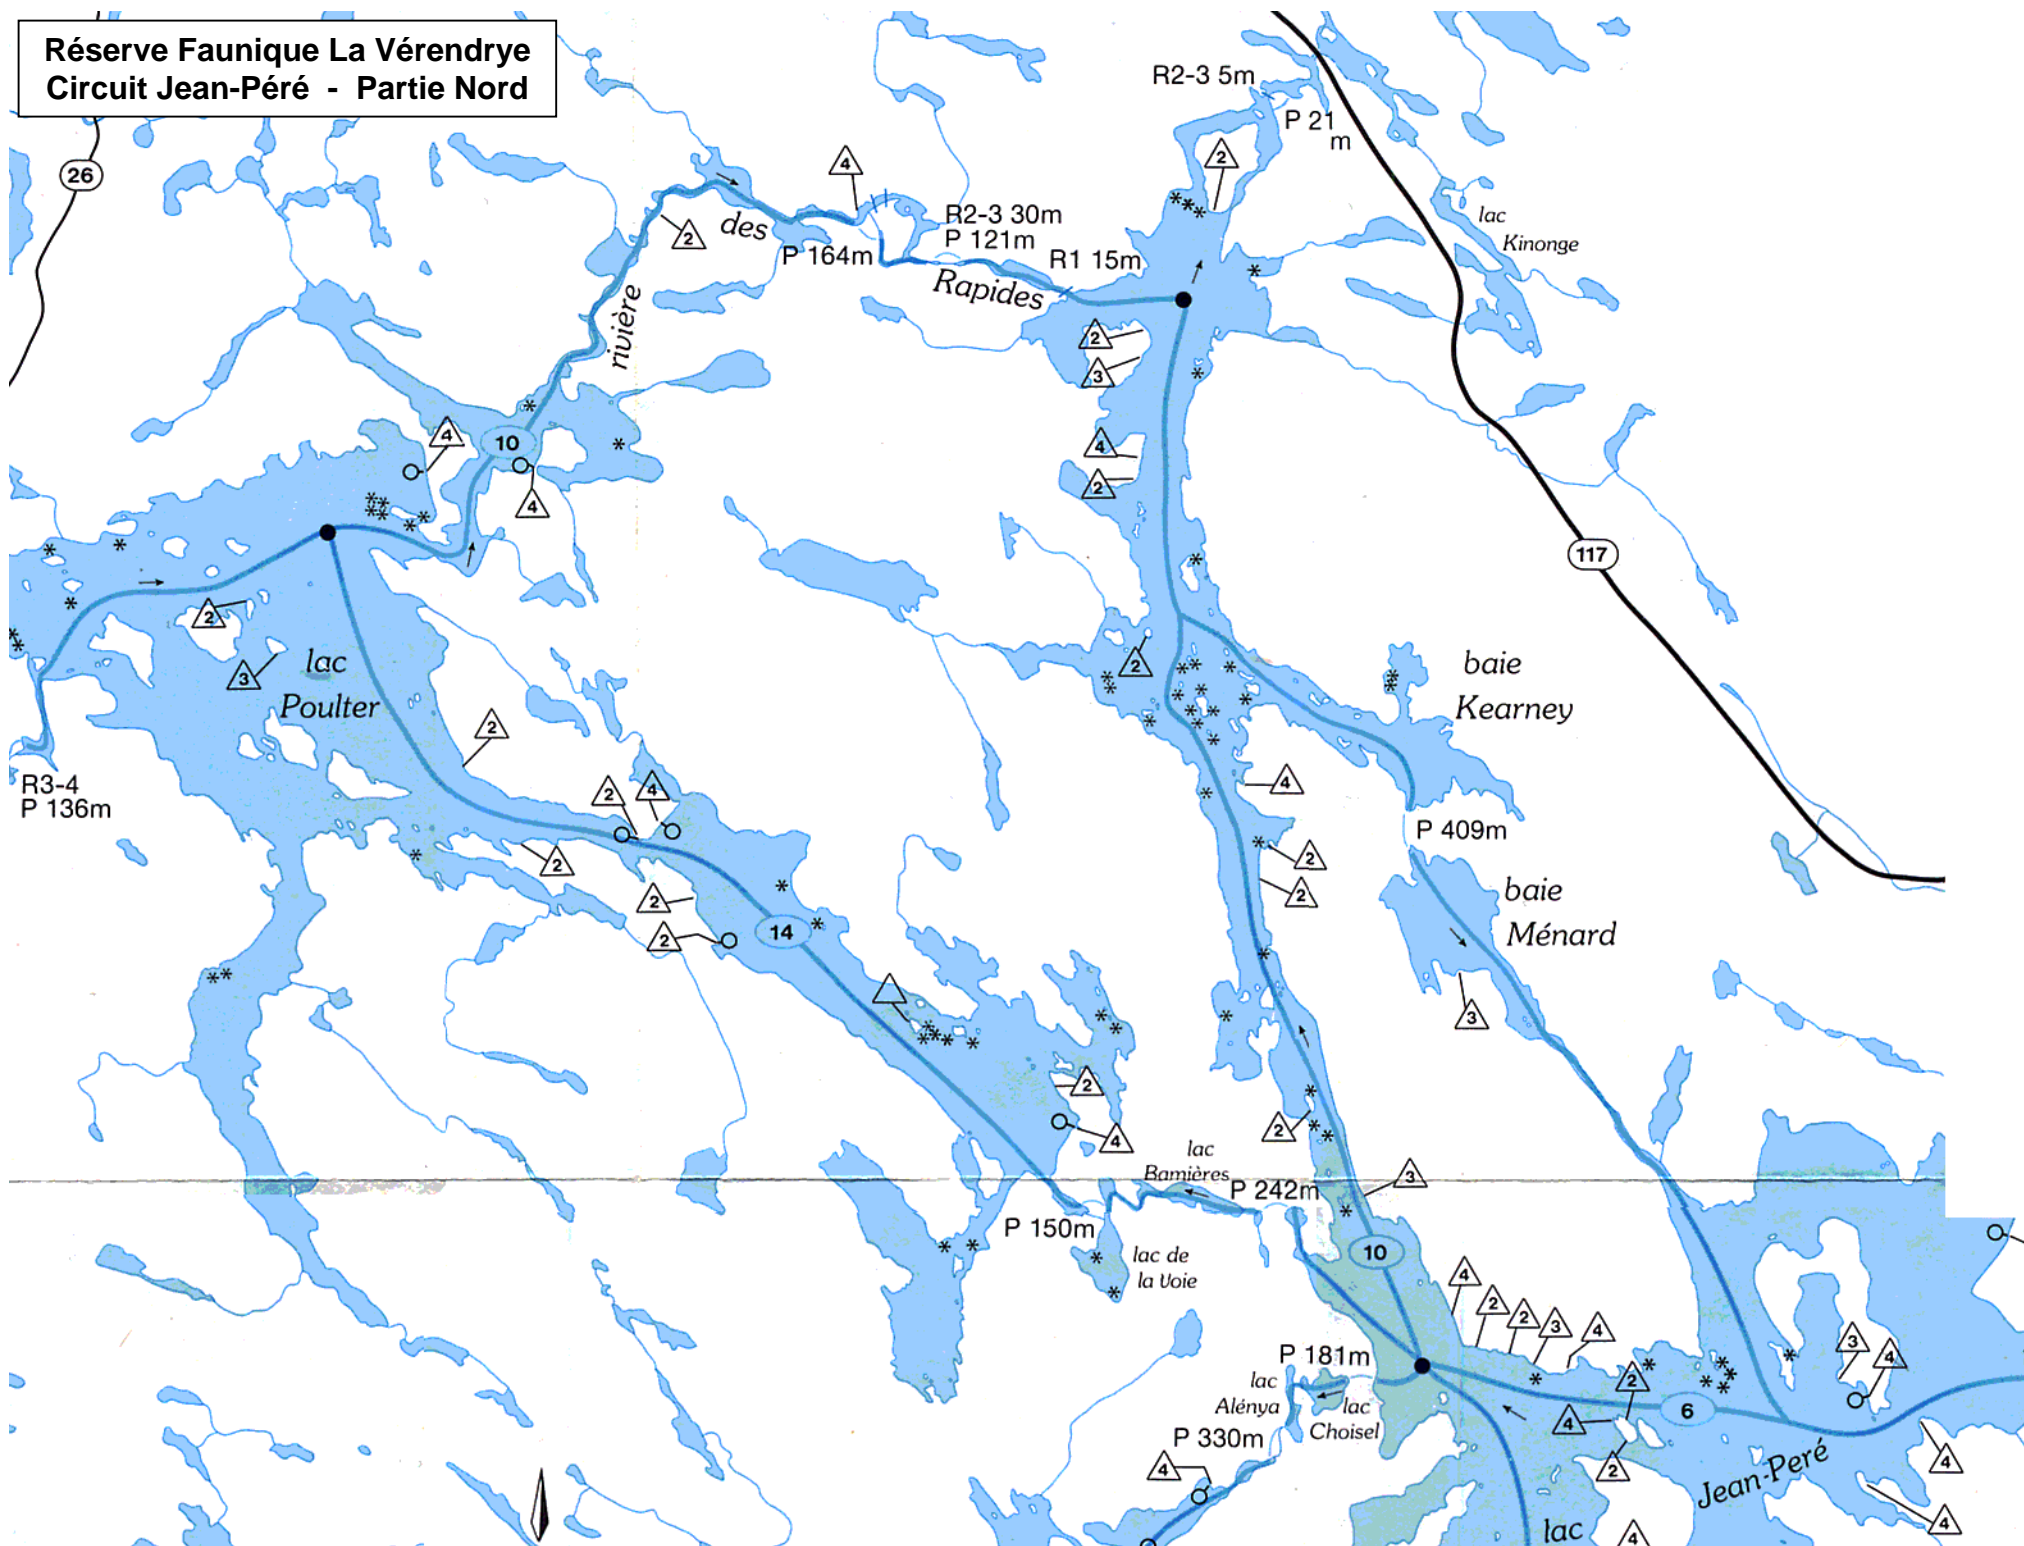 Réserve Faunique La Vérendrye
Circuit Jean-Péré - Partie Nord
26
R2-3 5m
P 21
m
2
4
lac
Kinonge
R2-3 30m
P 121m
des
2
P 164m
R1 15m
Rapides
rivière
2
3
4
10
4
2
4
117
2
lac
Poulter
3
2
baie
Kearney
2
R3-4
P 136m
2
4
4
P 409m
2
2
2
2
baie
Ménard
2
14
2
3
2
4
2
lac
Bamières
P 242m
3
P 150m
lac de
la Voie
10
4
2
2
3
4
P 181m
lac
Alénya
lac
Choisel
2
3
4
6
4
P 330m
4
2
Jean-Peré
4
4
lac
4